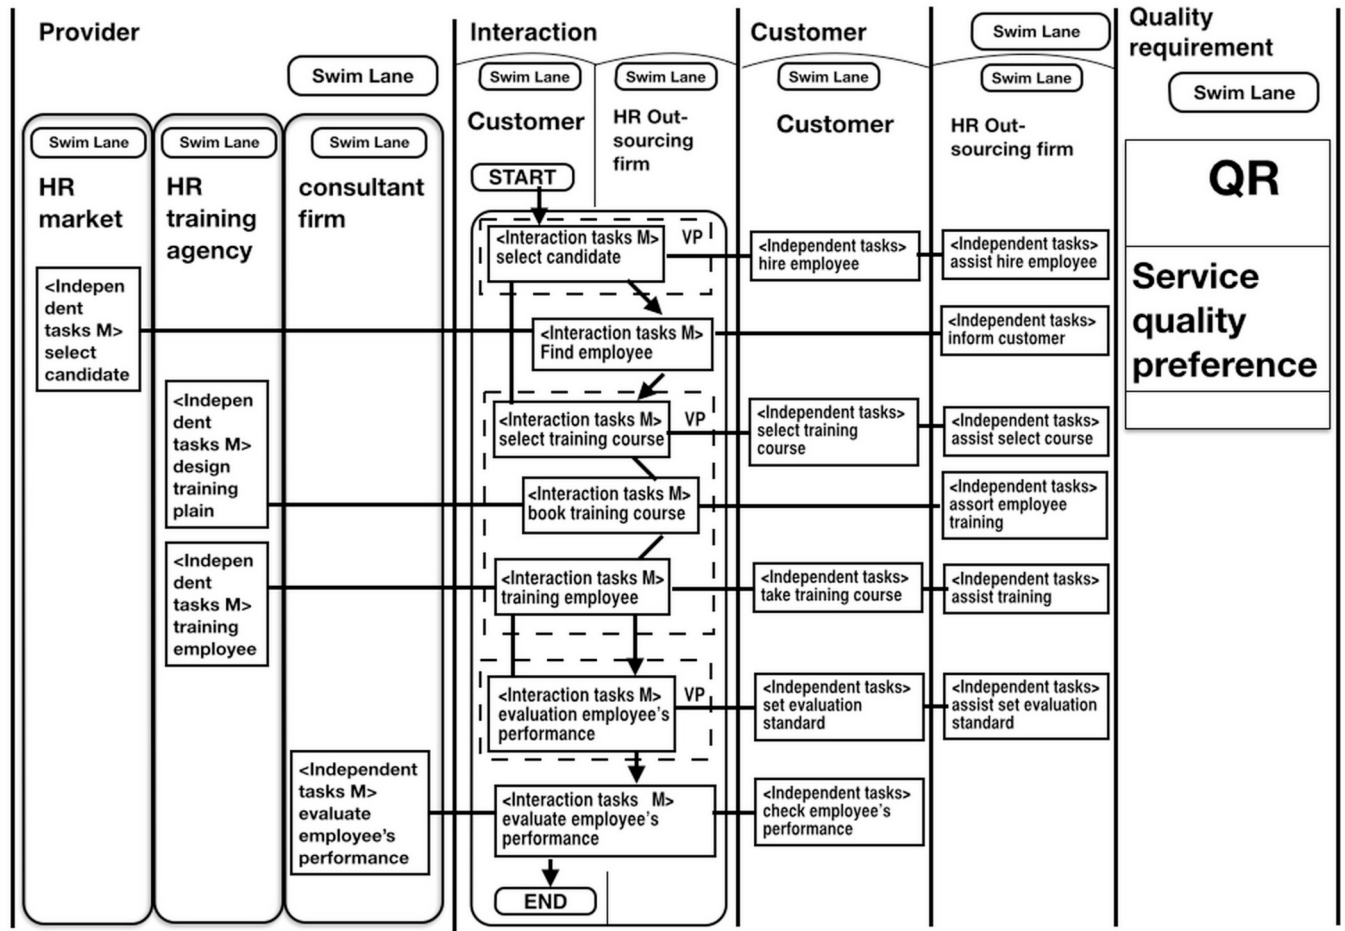 Provider
Swim Lane
Swim Lane
HR
market
<Indepen
dent
tasks M>
select
candidate
Swim Lane
HR
training
agency
<Indepen
dent
tasks M>
design
training
plain
<Indepen
dent
tasks M>
training
employee
Swim Lane
consultant
firm
<Independent
tasks M>
evaluate
employee's
performance
Interaction
Swim Lane
Customer
Swim Lane
HR Out-
sourcing
firm
START
<Interaction tasks M>
select candidate
VP
<Interaction tasks M>
Find employee
<Interaction tasks M>
select training course
VP
<Interaction tasks M>
book training course
<Interaction tasks M>
training employee
<Interaction tasks M>
evaluation employee's
performance
VP
<Interaction tasks M>
evaluate employee's
performance
END
Customer
Swim Lane
Customer
<Independent tasks>
hire employee
<Independent tasks>
select training
course
<Independent tasks>
take training course
<Independent tasks>
set evaluation
standard
<Independent tasks>
check employee's
performance
Swim Lane
Swim Lane
HR Out-
sourcing firm
<Independent tasks>
assist hire employee
<Independent tasks>
inform customer
<Independent tasks>
assist select course
<Independent tasks>
assort employee
training
<Independent tasks>
assist training
<Independent tasks>
assist set evaluation
standard
Quality
requirement
Swim Lane
QR
Service
quality
preference